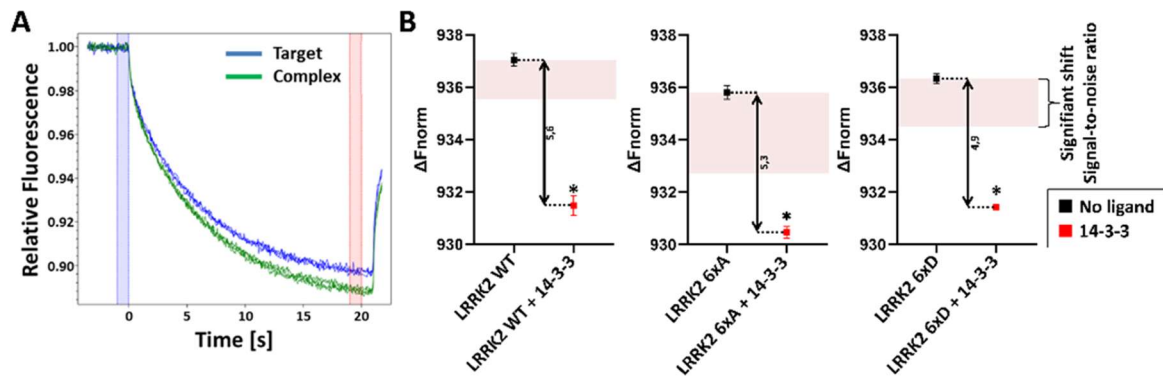 A
Relative Fluorescence
1.00
0.98
0.96
0.94
0.92
0.90
Target
Complex
0
5
10
15
20
Time [s]
B
ΔFnorm
938
936
934
932
930
5,6
*
LRRK2 WT
LRRK2 WT + 14-3-3
ΔFnorm
938
936
934
932
930
5,3
*
LRRK2 6xA
LRRK2 6xA + 14-3-3
ΔFnorm
938
936
934
932
930
4,9
*
LRRK2 6xD
LRRK2 6xD + 14-3-3
Signifiant shift
Signal-to-noise ratio
No ligand
14-3-3